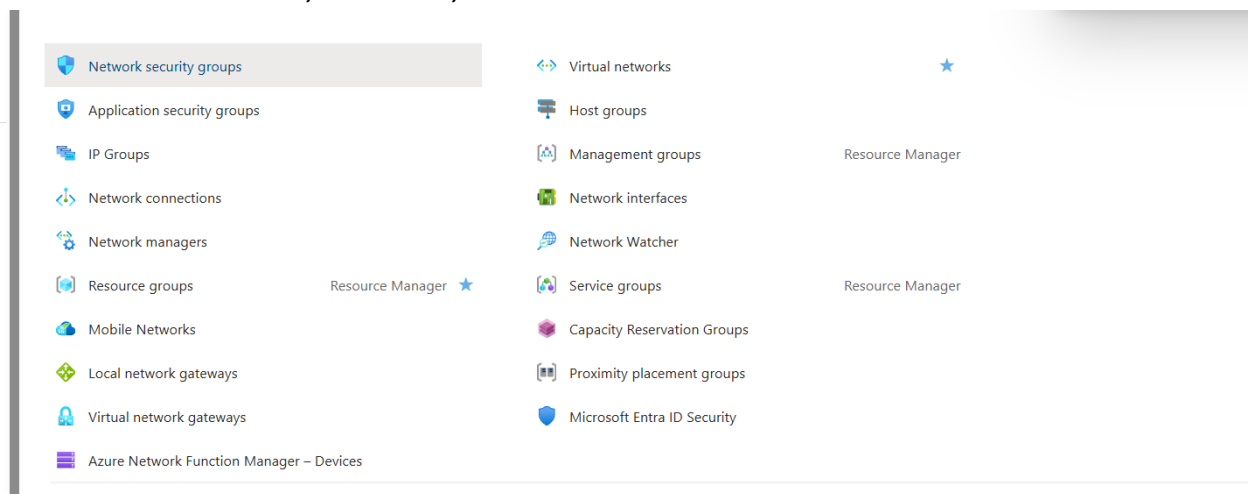 Network security groups
Virtual networks
Application security groups
Host groups
IP Groups
Management groups Resource Manager
Network connections
Network interfaces
Network managers
Network Watcher
Resource groups Resource Manager
Service groups Resource Manager
Mobile Networks
Capacity Reservation Groups
Local network gateways
Proximity placement groups
Virtual network gateways
Microsoft Entra ID Security
Azure Network Function Manager – Devices